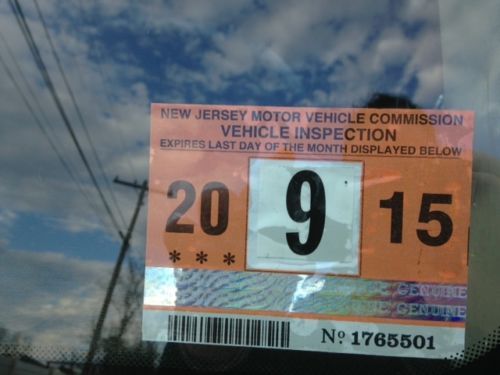 NEW JERSEY MOTOR VEHICLE COMMISSION
VEHICLE INSPECTION
EXPIRES LAST DAY OF THE MONTH DISPLAYED BELOW
20 9 15
***
GENUINE
GENUINE
Nº 1765501